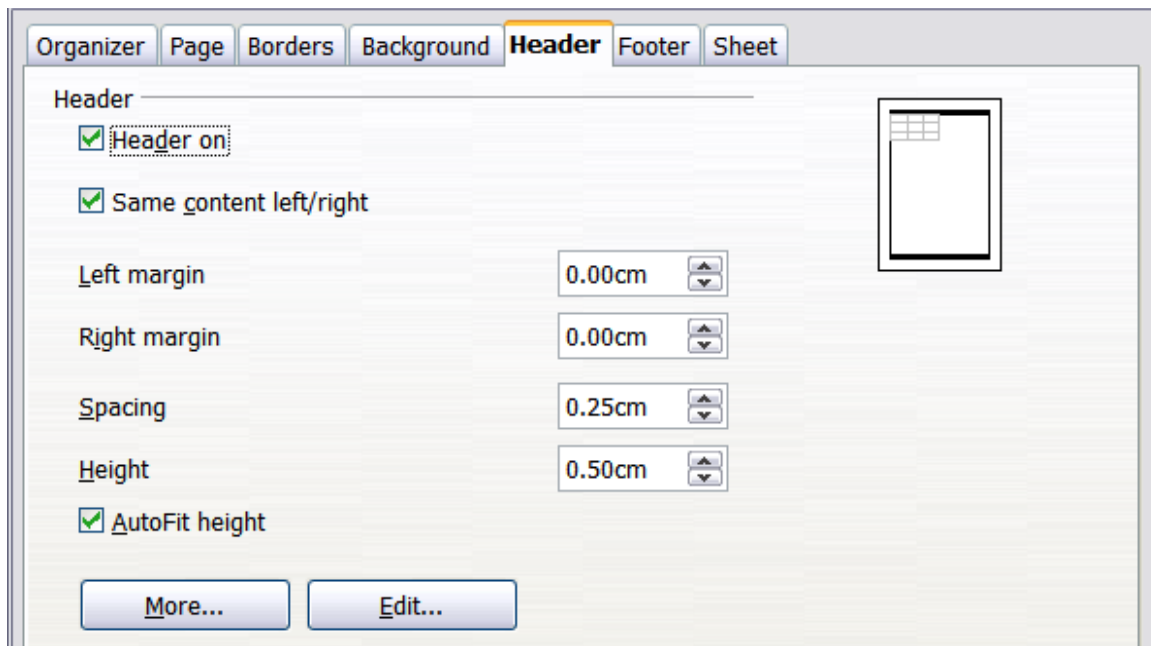 Organizer Page Borders Background Header Footer Sheet
Header
Header on
Same content left/right
Left margin 0.00cm
Right margin 0.00cm
Spacing 0.25cm
Height 0.50cm
AutoFit height
More... Edit...